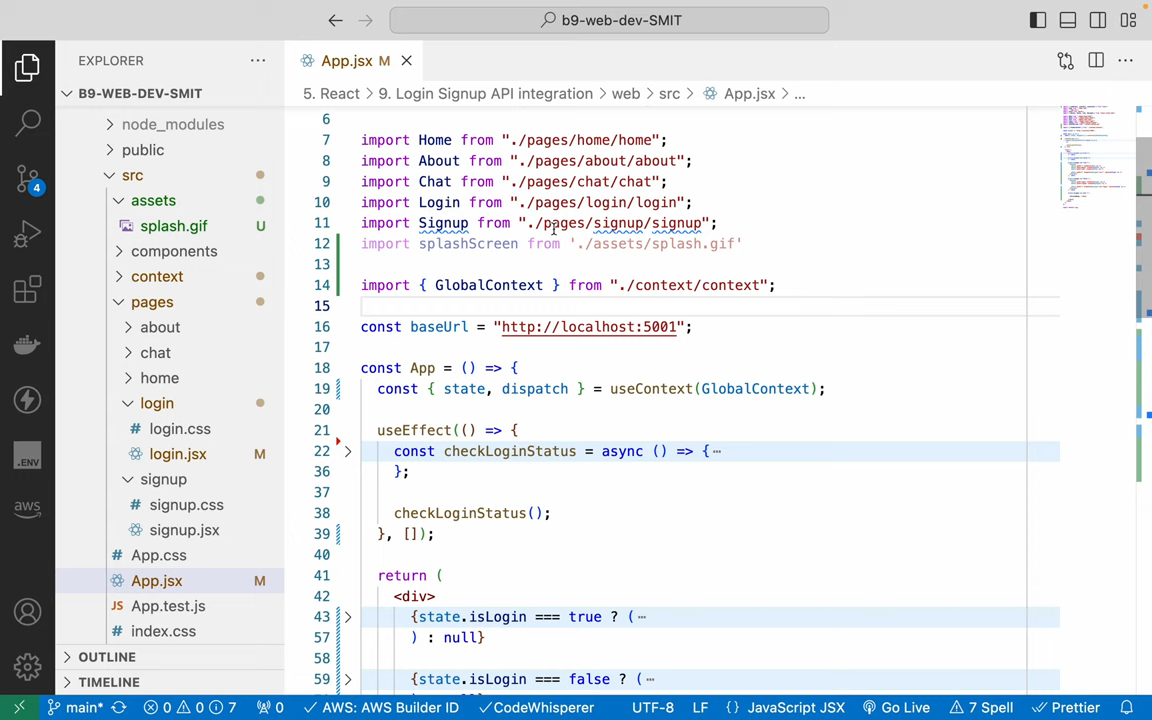 b9-web-dev-SMIT
EXPLORER
App.jsx M
B9-WEB-DEV-SMIT
5. React > 9. Login Signup API integration > web > src > App.jsx > ...
node_modules
public
src
assets
splash.gif U
components
context
pages
about
chat
home
login
login.css
login.jsx M
signup
signup.css
signup.jsx
App.css
App.jsx M
App.test.js
index.css
OUTLINE
TIMELINE
4
.ENV
aws
6
7 import Home from "./pages/home/home";
8 import About from "./pages/about/about";
9 import Chat from "./pages/chat/chat";
10 import Login from "./pages/login/login";
11 import Signup from "./pages/signup/signup";
12 import splashScreen from './assets/splash.gif'
13
14 import { GlobalContext } from "./context/context";
15
16 const baseUrl = "http://localhost:5001";
17
18 const App = () => {
19 const { state, dispatch } = useContext(GlobalContext);
20
21 useEffect(() => {
22 const checkLoginStatus = async () => {⋯
36 };
37
38 checkLoginStatus();
39 }, []);
40
41 return (
42 <div>
43 {state.isLogin === true ? (⋯
57 ) : null}
58
59 {state.isLogin === false ? (⋯
main* 0 0 7 0 AWS: AWS Builder ID CodeWhisperer UTF-8 LF {} JavaScript JSX Go Live 7 Spell Prettier